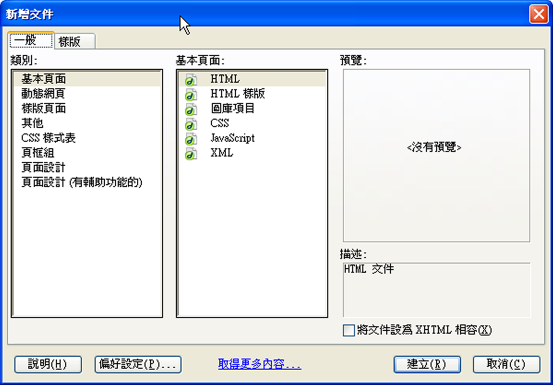 新增文件
一般
樣版
類別:
基本頁面
動態網頁
樣版頁面
其他
CSS 樣式表
頁框組
頁面設計
頁面設計 (有輔助功能的)
基本頁面:
HTML
HTML 樣版
圖庫項目
CSS
JavaScript
XML
預覽:
<沒有預覽>
描述:
HTML 文件
將文件設為 XHTML 相容(X)
說明(H)
偏好設定(P)...
取得更多內容...
建立(R)
取消(C)